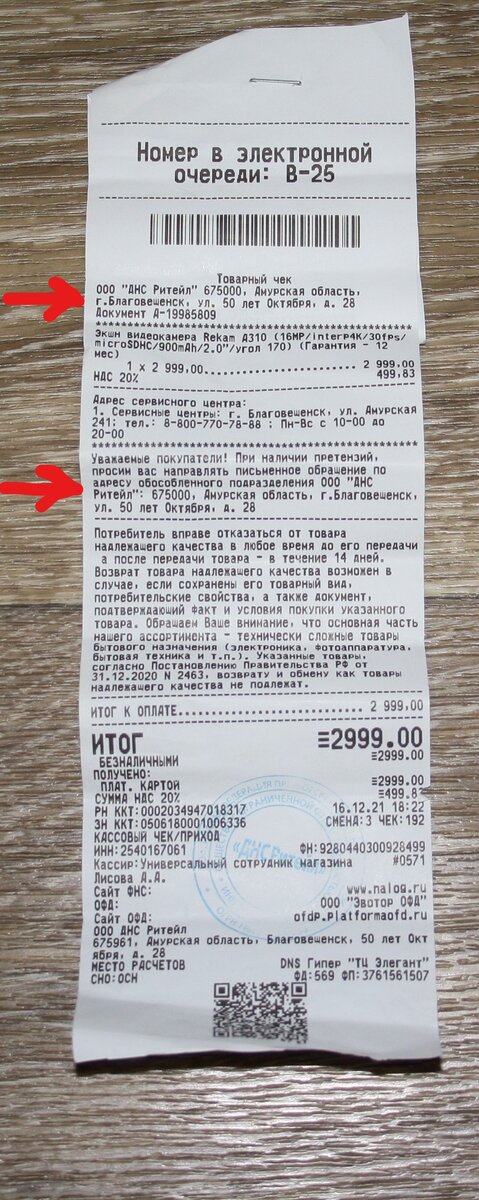 Номер в электронной
очереди: В-25
Товарный чек
ООО "ДНС Ритейл" 675000, Амурская область,
г.Благовещенск, ул. 50 лет Октября, д. 28
Документ А-19985809
Экшн видеокамера Rekam A310 (16MP/interp4K/30fps/
microSDHC/900mAh/2.0"/угол 170) (Гарантия - 12
мес)
1 x 2 999,00 2 999.00
НДС 20% 499.83
Адрес сервисного центра:
1. Сервисные центры: г. Благовещенск, ул. Амурская
241; тел.: 8-800-770-78-88 ; Пн-Вс с 10-00 до
20-00
Уважаемые покупатели! При наличии претензий,
просим вас направлять письменное обращение по
адресу обособленного подразделения ООО "ДНС
Ритейл": 675000, Амурская область, г.Благовещенск,
ул. 50 лет Октября, д. 28
Потребитель вправе отказаться от товара
надлежащего качества в любое время до его передачи
а после передачи товара - в течение 14 дней.
Возврат товара надлежащего качества возможен в
случае, если сохранены его товарный вид,
потребительские свойства, а также документ,
подтверждающий факт и условия покупки указанного
товара. Обращаем Ваше внимание, что основная часть
нашего ассортимента - технически сложные товары
бытового назначения (электроника, фотоаппаратура,
бытовая техника и т.п.). Указанные товары,
согласно Постановлению Правительства РФ от
31.12.2020 N 2463, возврату и обмену как товары
надлежащего качества не подлежат.
ИТОГ К ОПЛАТЕ 2 999,00
ИТОГ ≡2999.00
БЕЗНАЛИЧНЫМИ ≡2999.00
ПОЛУЧЕНО:
ПЛАТ. КАРТОЙ ≡2999.00
СУММА НДС 20% ≡499.83
РН ККТ:0002034947018317 16.12.21 18:22
ЗН ККТ:0506180001006336 СМЕНА:3 ЧЕК:192
КАССОВЫЙ ЧЕК/ПРИХОД
ИНН:2540167061 ФН:9280440300928499
Кассир:Универсальный сотрудник магазина #0571
Лисова А.А.
Сайт ФНС: www.nalog.ru
ОФД: ООО "Эвотор ОФД"
Сайт ОФД: ofdp.platformaofd.ru
ООО ДНС Ритейл
675961, Амурская область, Благовещенск, 50 лет Окт
ября, д. 28
МЕСТО РАСЧЕТОВ DNS Гипер "ТЦ Элегант"
СНО:ОСН ФД:569 ФП:3761561507
«ДНС Ритейл»